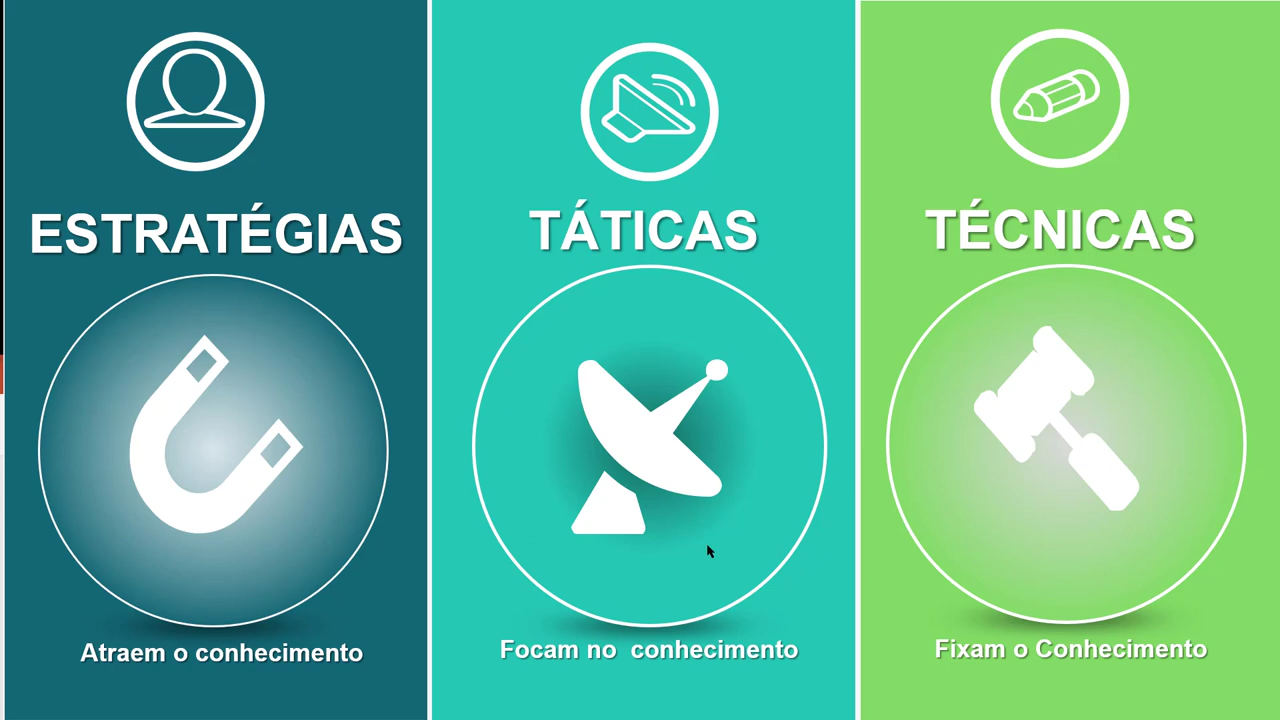 ESTRATÉGIAS
Atraem o conhecimento
TÁTICAS
Focam no  conhecimento
TÉCNICAS
Fixam o Conhecimento